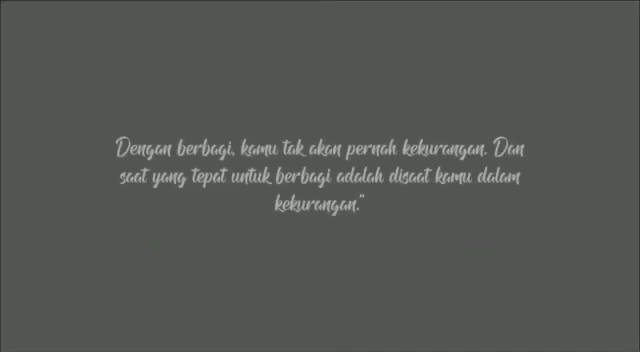 Dengan berbagi, kamu tak akan pernah kekurangan. Dan
saat yang tepat untuk berbagi adalah disaat kamu dalam
kekurangan."